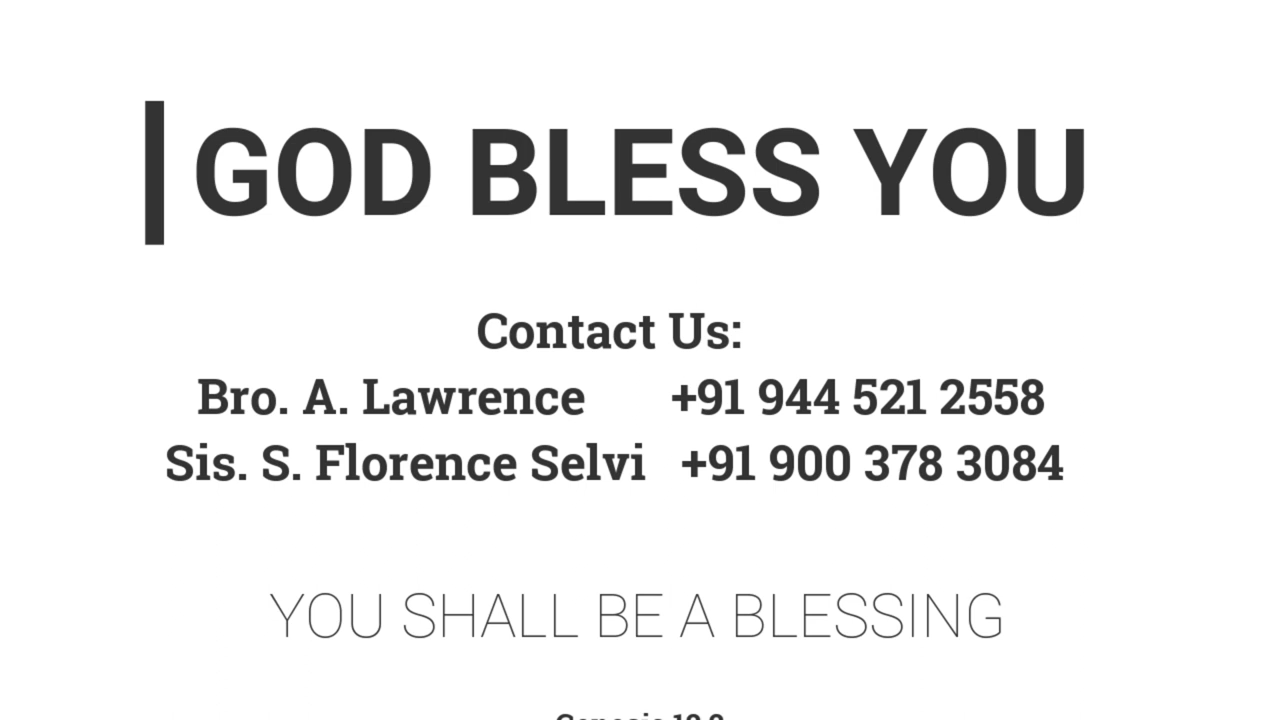 GOD BLESS YOU
Contact Us:
Bro. A. Lawrence +91 944 521 2558
Sis. S. Florence Selvi +91 900 378 3084
YOU SHALL BE A BLESSING
Genesis